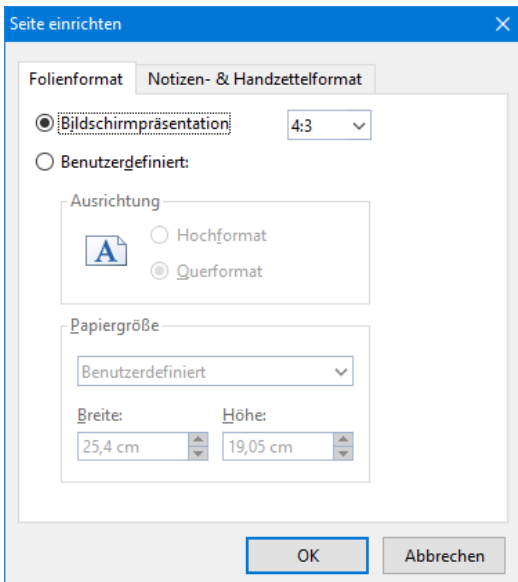 Seite einrichten
Folienformat
Notizen- & Handzettelformat
Bildschirmpräsentation 4:3
Benutzerdefiniert:
Ausrichtung
A
Hochformat
Querformat
Papiergröße
Benutzerdefiniert
Breite: Höhe:
25,4 cm 19,05 cm
OK Abbrechen